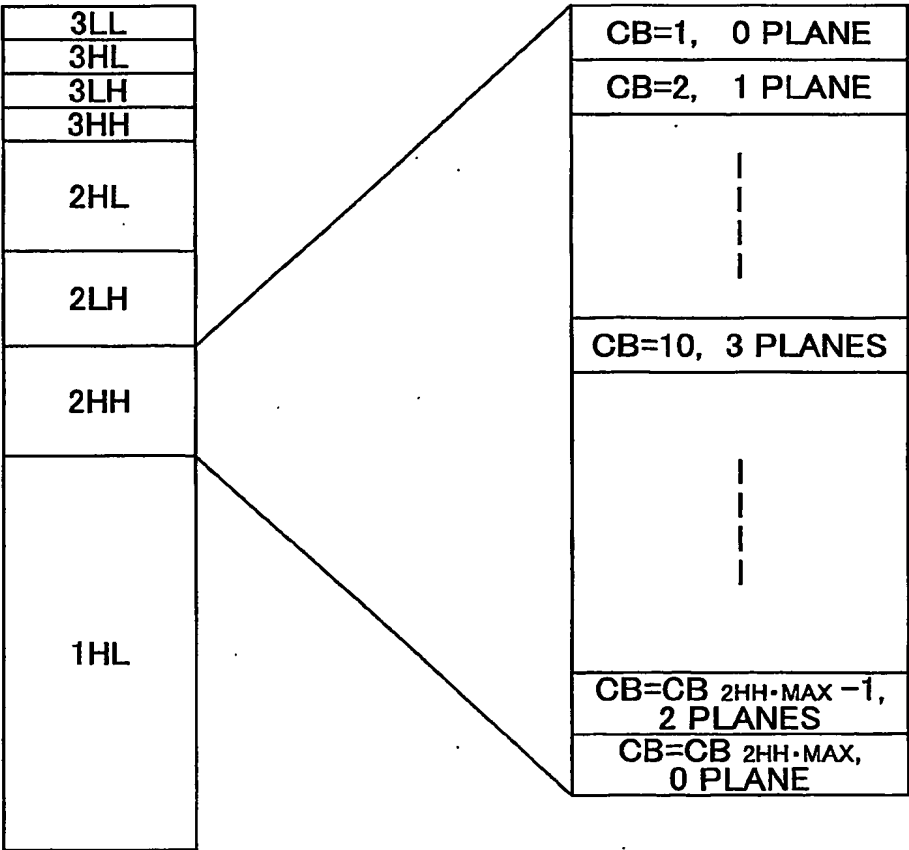 3LL
3HL
3LH
3HH
2HL
2LH
2HH
1HL
CB=1, 0 PLANE
CB=2, 1 PLANE
CB=10, 3 PLANES
CB=CB 2HH·MAX −1,
2 PLANES
CB=CB 2HH·MAX,
0 PLANE